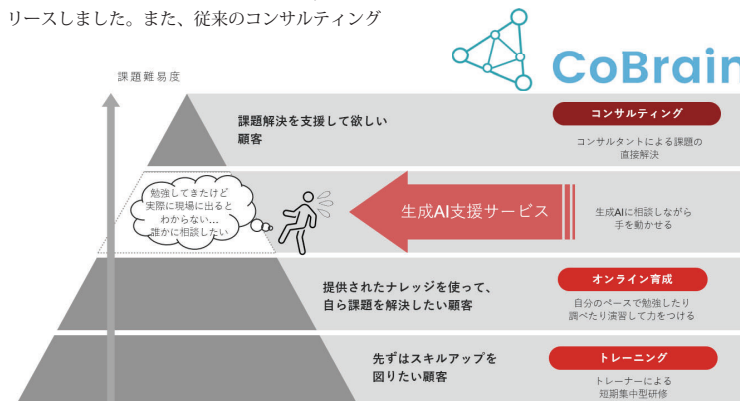 リースしました。また、従来のコンサルティング
CoBrain
課題難易度
課題解決を支援して欲しい
顧客
コンサルティング
コンサルタントによる課題の
直接解決
勉強してきたけど
実際に現場に出ると
わからない…
誰かに相談したい
生成AI支援サービス
生成AIに相談しながら
手を動かせる
提供されたナレッジを使って、
自ら課題を解決したい顧客
オンライン育成
自分のペースで勉強したり
調べたり演習して力をつける
先ずはスキルアップを
図りたい顧客
トレーニング
トレーナーによる
短期集中型研修